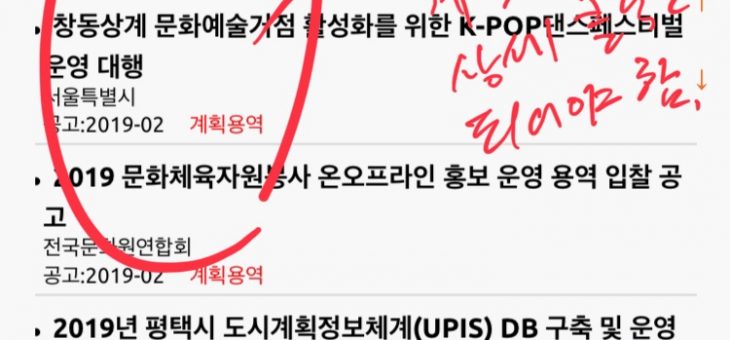 • 창동상계 문화예술거점 활성화를 위한 K-POP댄스페스티벌
운영 대행
서울특별시
공고:2019-02 계획용역
상세
되어야 함.
• 2019 문화체육자원봉사 온오프라인 홍보 운영 용역 입찰 공
고
전국문화원연합회
공고:2019-02 계획용역
• 2019년 평택시 도시계획정보체계(UPIS) DB 구축 및 운영